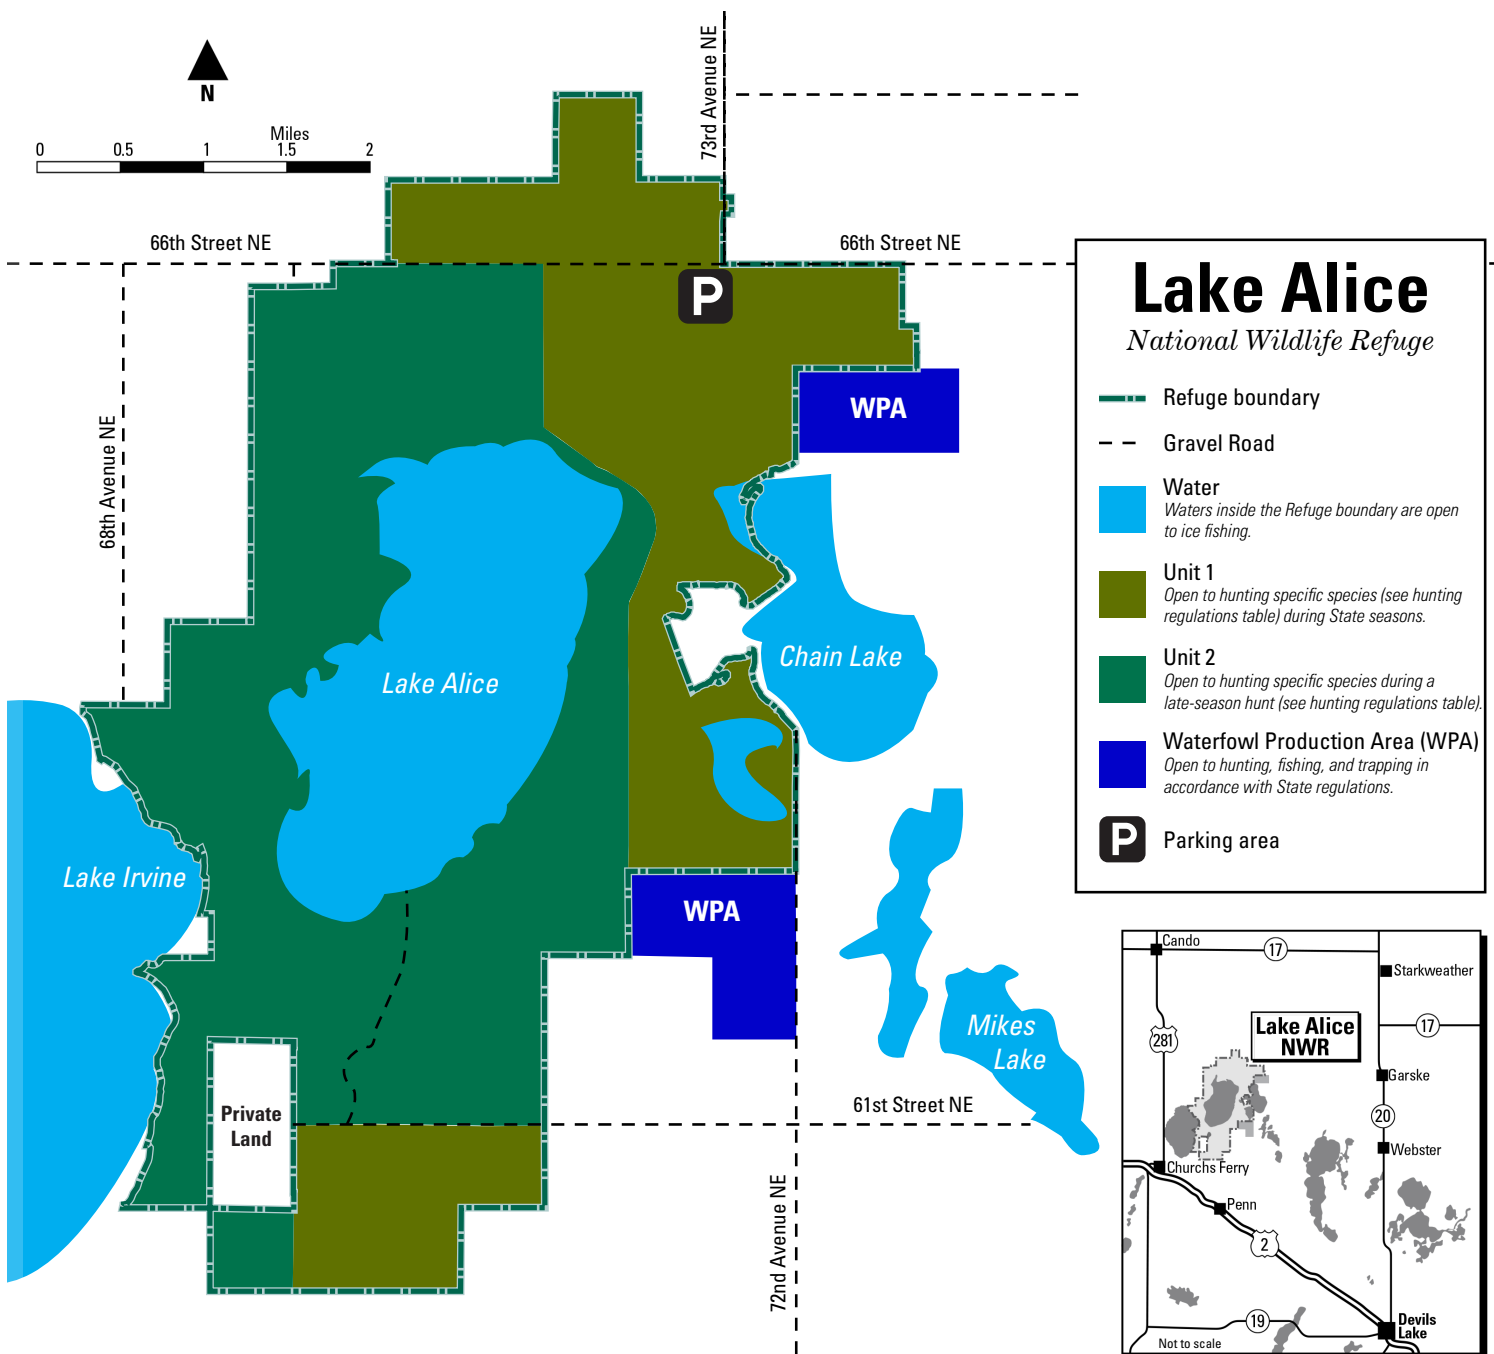 73rd Avenue NE
N
Miles
0 0.5 1 1.5 2
66th Street NE
66th Street NE
P
68th Avenue NE
WPA
Chain Lake
Lake Alice
Lake Irvine
WPA
Mikes
Lake
Private
Land
61st Street NE
72nd Avenue NE
Lake Alice
National Wildlife Refuge
Refuge boundary
Gravel Road
Water
Waters inside the Refuge boundary are open
to ice fishing.
Unit 1
Open to hunting specific species (see hunting
regulations table) during State seasons.
Unit 2
Open to hunting specific species during a
late-season hunt (see hunting regulations table).
Waterfowl Production Area (WPA)
Open to hunting, fishing, and trapping in
accordance with State regulations.
P Parking area
Cando
17
Starkweather
Lake Alice
NWR
17
281
Garske
20
Webster
Churchs Ferry
Penn
2
19
Devils
Lake
Not to scale